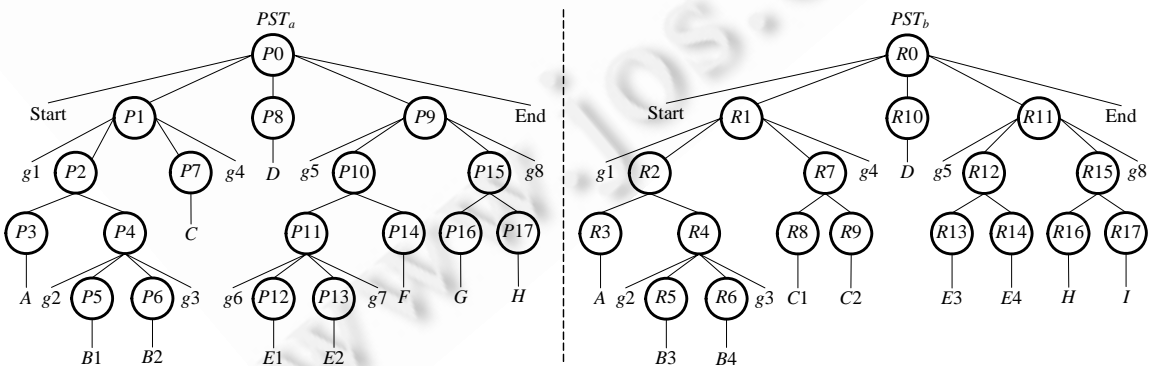 PSTa PSTb
P0 R0
Start P1 P8 P9 End Start R1 R10 R11 End
g1 P2 P7 g4 D g5 P10 P15 g8 g1 R2 R7 g4 D g5 R12 R15 g8
P3 P4 C P11 P14 P16 P17 R3 R4 R8 R9 R13 R14 R16 R17
A g2 P5 P6 g3 g6 P12 P13 g7 F G H A g2 R5 R6 g3 C1 C2 E3 E4 H I
B1 B2 E1 E2 B3 B4
www.jos.